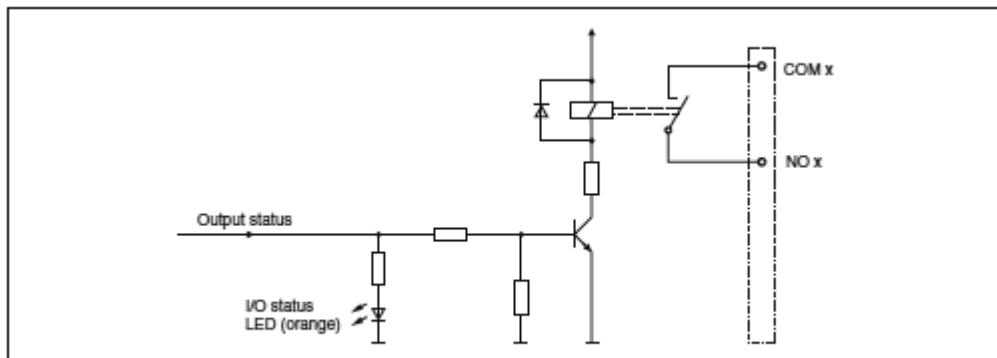 COM x
NO x
Output status
I/O status
LED (orange)